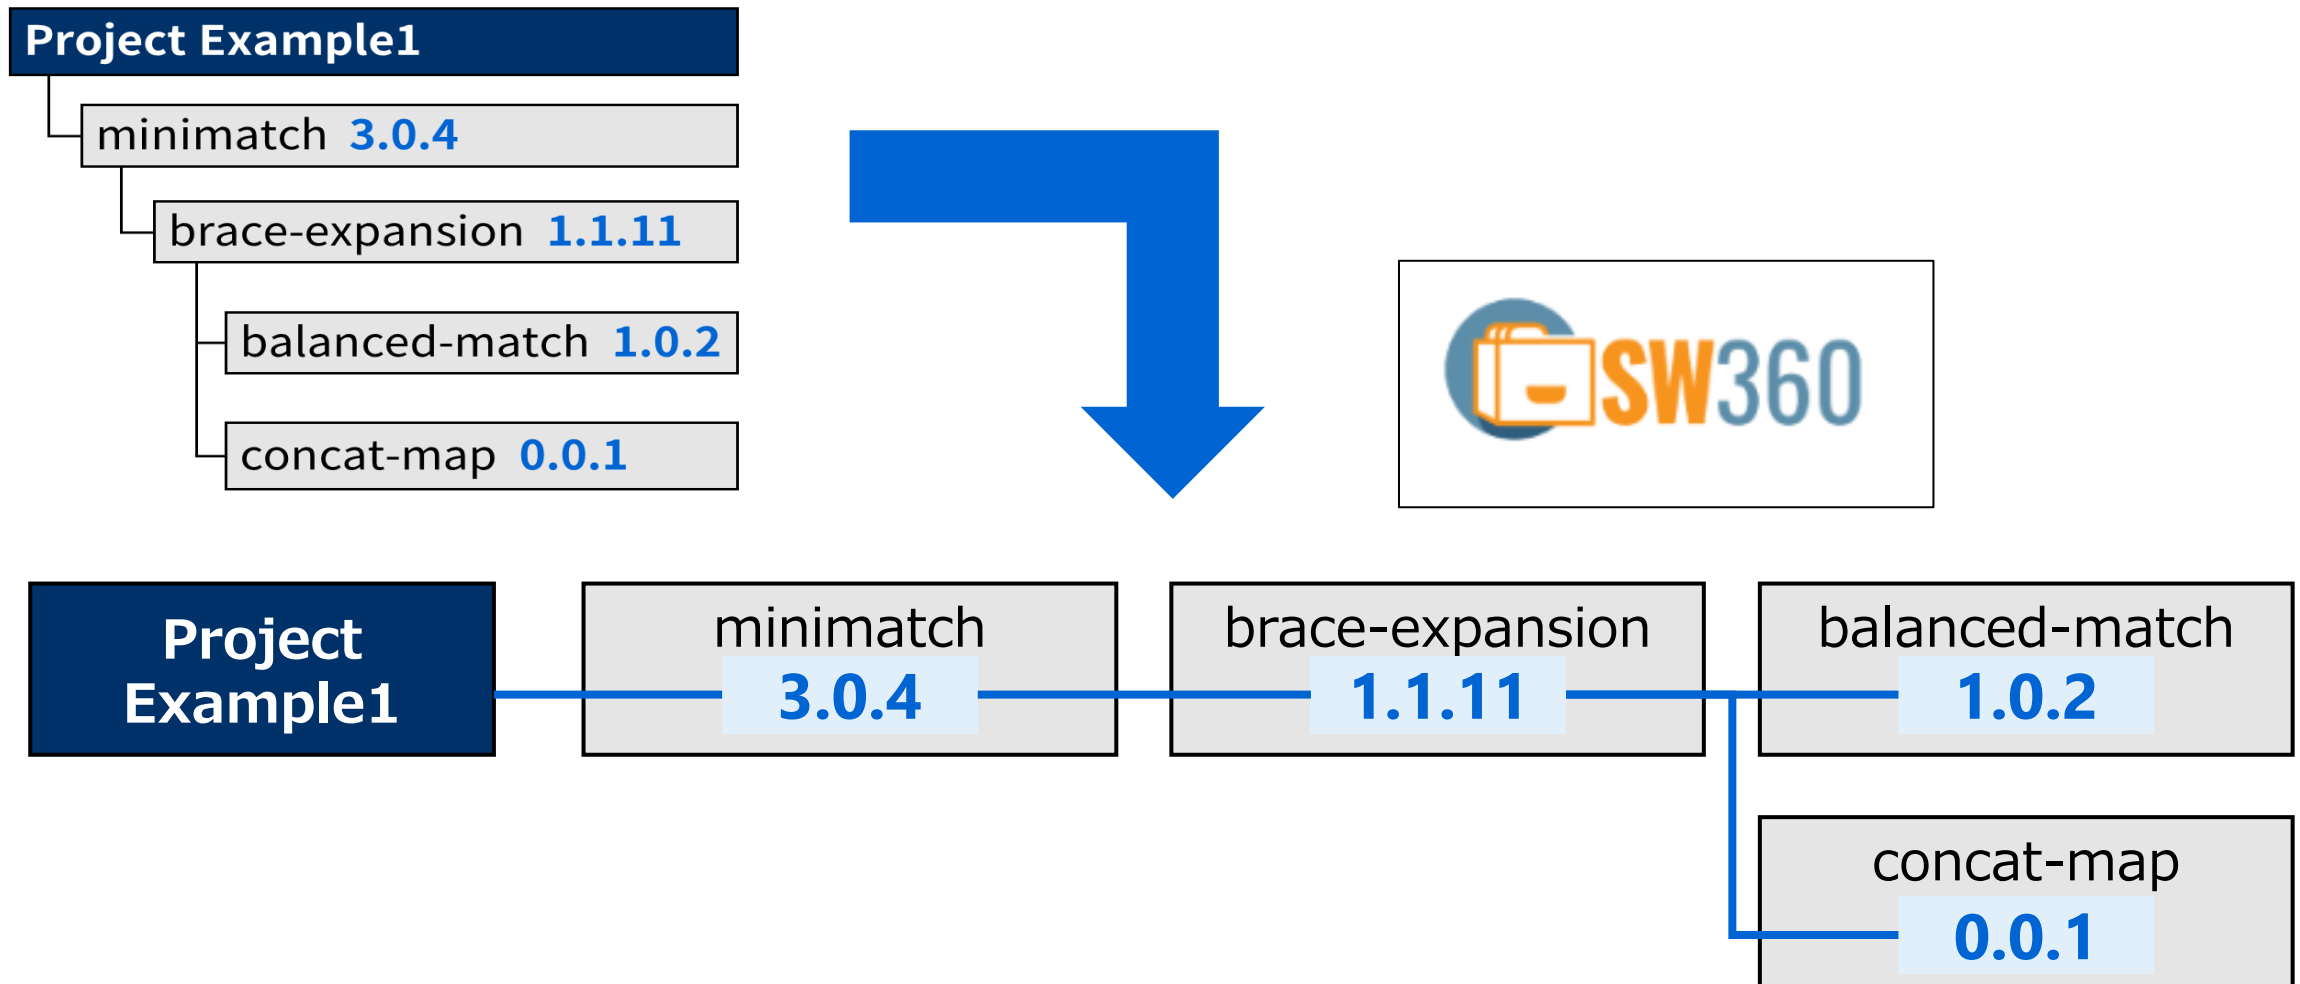 Project Example1
minimatch 3.0.4
brace-expansion 1.1.11
balanced-match 1.0.2
concat-map 0.0.1
SW360
Project
Example1
minimatch
3.0.4
brace-expansion
1.1.11
balanced-match
1.0.2
concat-map
0.0.1